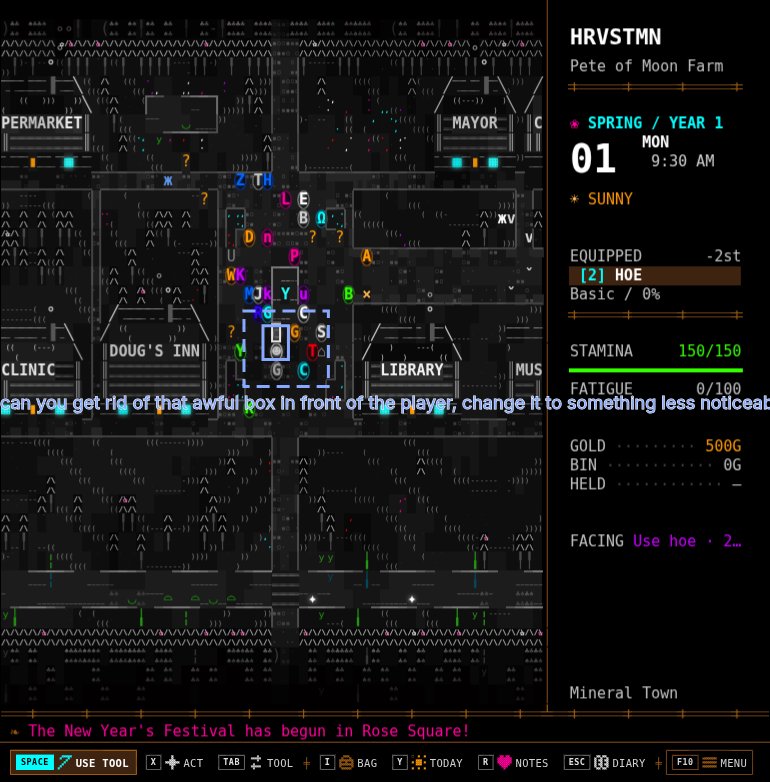 HRVSTMN
Pete of Moon Farm
SPRING / YEAR 1
01 MON
9:30 AM
SUNNY
EQUIPPED -2st
[2] HOE
Basic / 0%
STAMINA 150/150
FATIGUE 0/100
can you get rid of that awful box in front of the player, change it to something less noticeab
GOLD 500G
BIN 0G
HELD —
FACING Use hoe · 2…
Mineral Town
PERMARKET
MAYOR
DOUG'S INN
CLINIC
LIBRARY
MUS
The New Year's Festival has begun in Rose Square!
SPACE USE TOOL X ACT TAB TOOL I BAG Y TODAY R NOTES ESC DIARY F10 MENU